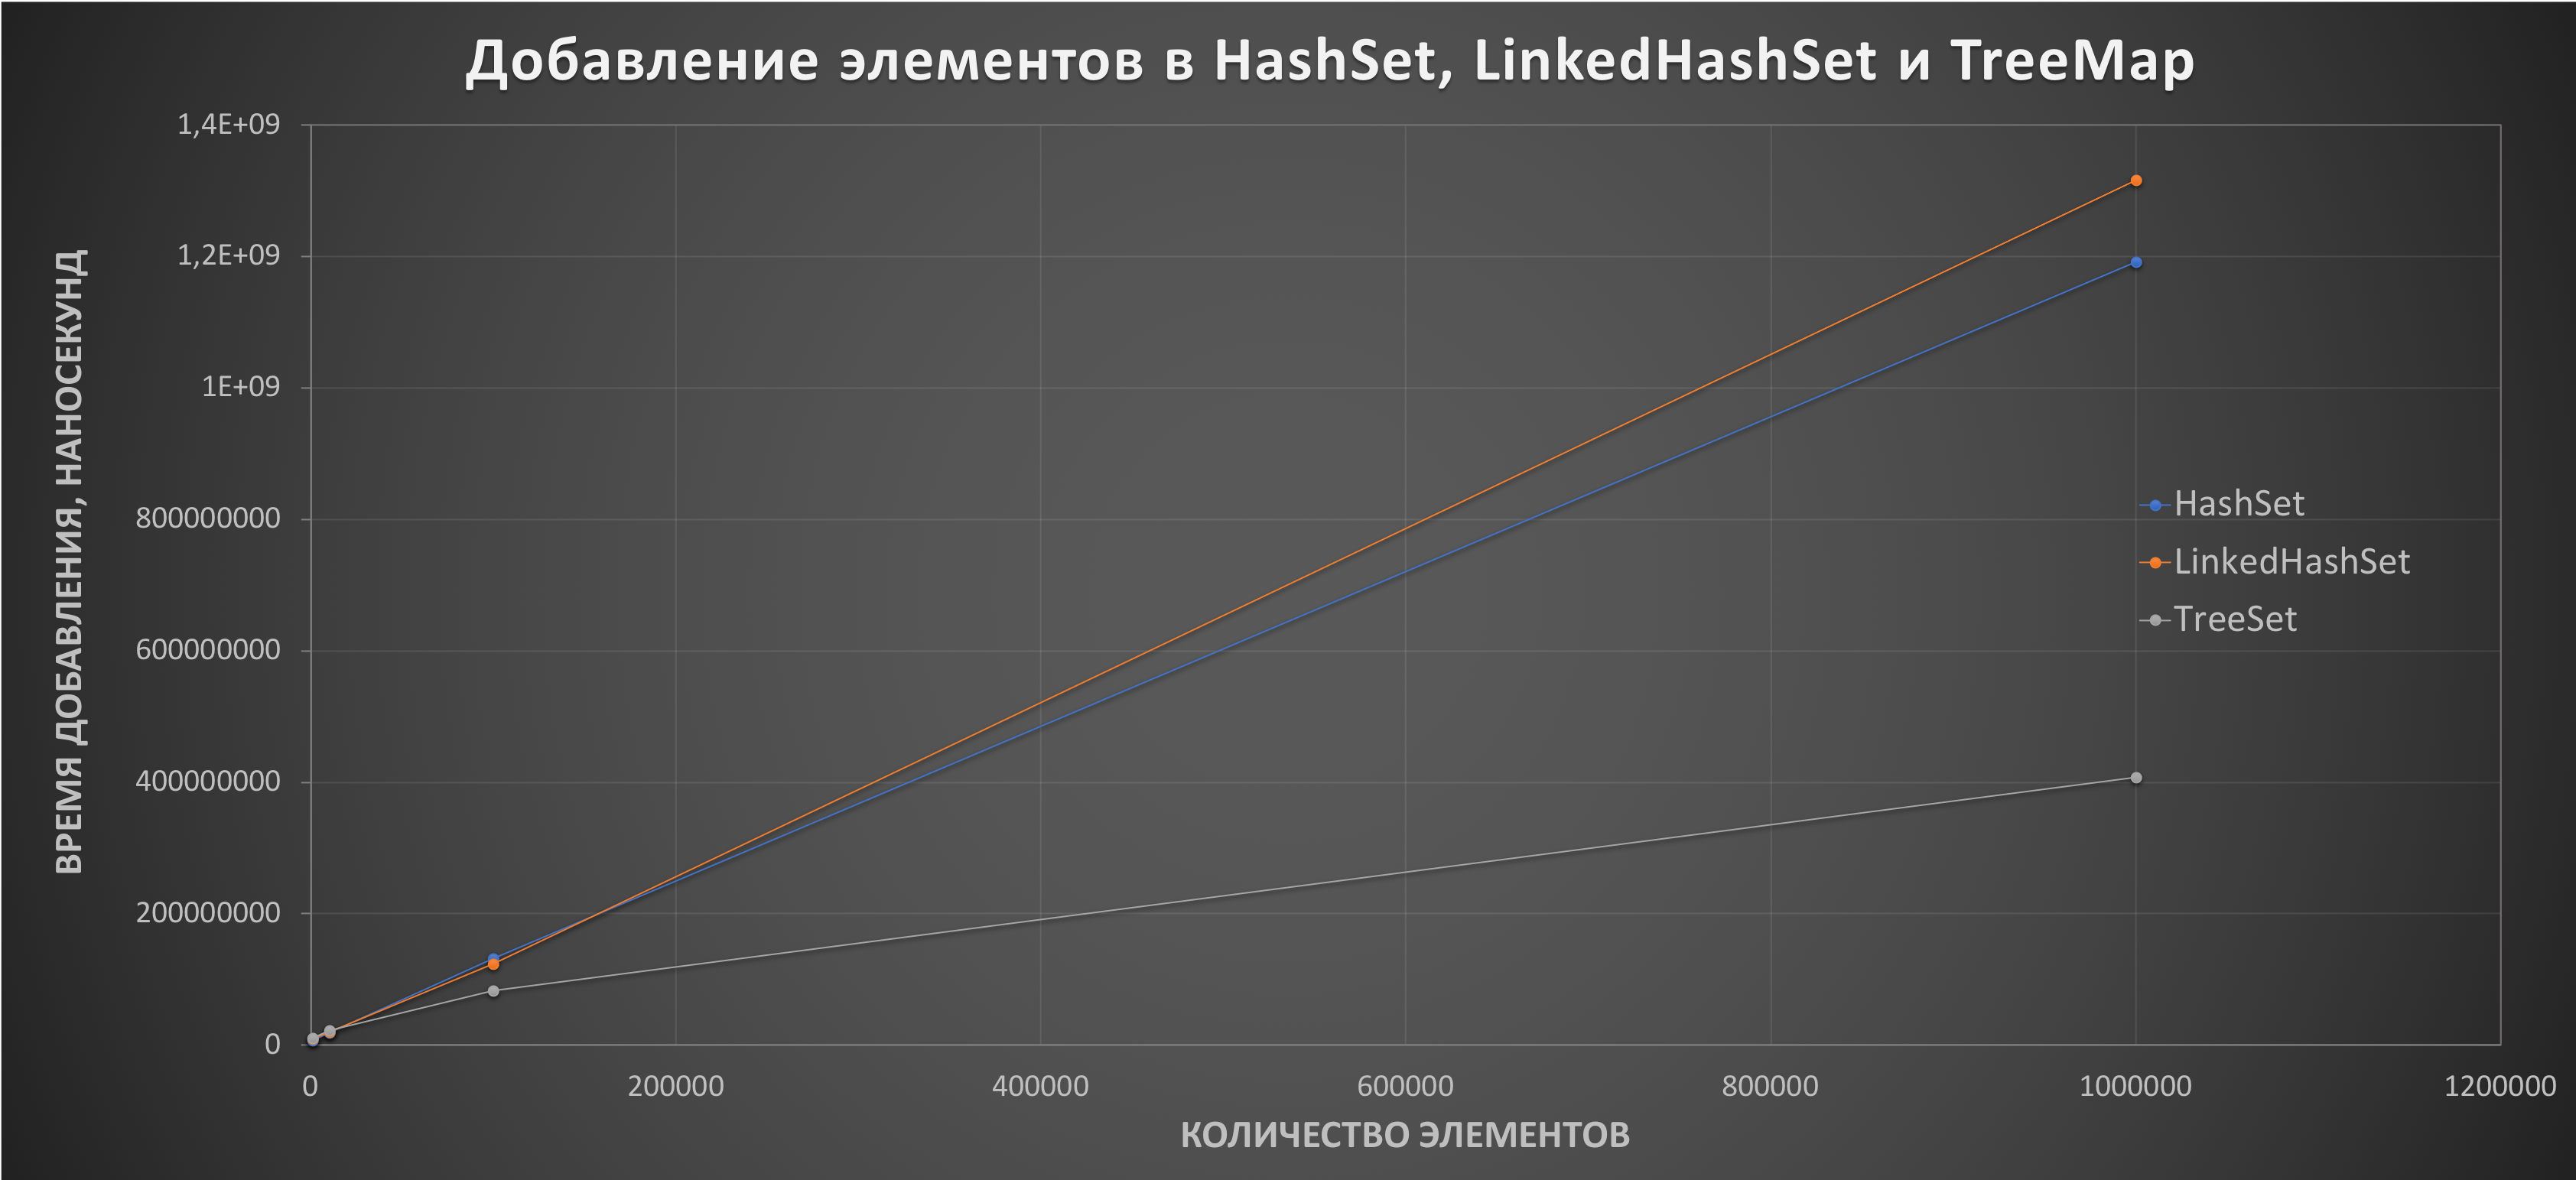 Добавление элементов в HashSet, LinkedHashSet и TreeMap
ВРЕМЯ ДОБАВЛЕНИЯ, НАНОСЕКУНД
1,4E+09
1,2E+09
1E+09
800000000
600000000
400000000
200000000
0
HashSet
LinkedHashSet
TreeSet
0 200000 400000 600000 800000 1000000 1200000
КОЛИЧЕСТВО ЭЛЕМЕНТОВ